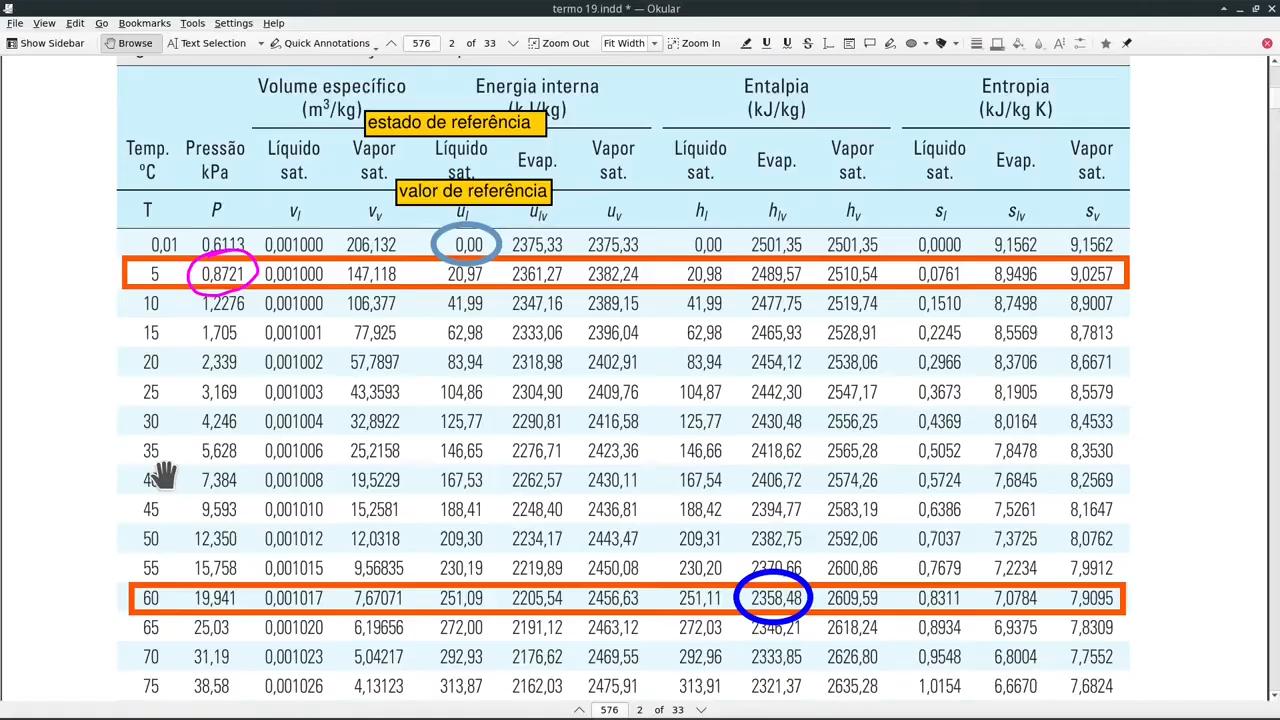 termo 19.indd * — Okular
File View Edit Go Bookmarks Tools Settings Help
Show Sidebar Browse Text Selection Quick Annotations 576 2 of 33 Zoom Out Fit Width Zoom In
Volume específico Energia interna Entalpia Entropia
(m³/kg) (kJ/kg) (kJ/kg) (kJ/kg K)
estado de referência
Temp. Pressão Líquido Vapor Líquido Evap. Vapor Líquido Evap. Vapor Líquido Evap. Vapor
ºC kPa sat. sat. sat. sat. sat. sat. sat. sat.
valor de referência
T P vl vv ul ulv uv hl hlv hv sl slv sv
0,01 0,6113 0,001000 206,132 0,00 2375,33 2375,33 0,00 2501,35 2501,35 0,0000 9,1562 9,1562
5 0,8721 0,001000 147,118 20,97 2361,27 2382,24 20,98 2489,57 2510,54 0,0761 8,9496 9,0257
10 1,2276 0,001000 106,377 41,99 2347,16 2389,15 41,99 2477,75 2519,74 0,1510 8,7498 8,9007
15 1,705 0,001001 77,925 62,98 2333,06 2396,04 62,98 2465,93 2528,91 0,2245 8,5569 8,7813
20 2,339 0,001002 57,7897 83,94 2318,98 2402,91 83,94 2454,12 2538,06 0,2966 8,3706 8,6671
25 3,169 0,001003 43,3593 104,86 2304,90 2409,76 104,87 2442,30 2547,17 0,3673 8,1905 8,5579
30 4,246 0,001004 32,8922 125,77 2290,81 2416,58 125,77 2430,48 2556,25 0,4369 8,0164 8,4533
35 5,628 0,001006 25,2158 146,65 2276,71 2423,36 146,66 2418,62 2565,28 0,5052 7,8478 8,3530
7,384 0,001008 19,5229 167,53 2262,57 2430,11 167,54 2406,72 2574,26 0,5724 7,6845 8,2569
45 9,593 0,001010 15,2581 188,41 2248,40 2436,81 188,42 2394,77 2583,19 0,6386 7,5261 8,1647
50 12,350 0,001012 12,0318 209,30 2234,17 2443,47 209,31 2382,75 2592,06 0,7037 7,3725 8,0762
55 15,758 0,001015 9,56835 230,19 2219,89 2450,08 230,20 2370,66 2600,86 0,7679 7,2234 7,9912
60 19,941 0,001017 7,67071 251,09 2205,54 2456,63 251,11 2358,48 2609,59 0,8311 7,0784 7,9095
65 25,03 0,001020 6,19656 272,00 2191,12 2463,12 272,03 2346,21 2618,24 0,8934 6,9375 7,8309
70 31,19 0,001023 5,04217 292,93 2176,62 2469,55 292,96 2333,85 2626,80 0,9548 6,8004 7,7552
75 38,58 0,001026 4,13123 313,87 2162,03 2475,91 313,91 2321,37 2635,28 1,0154 6,6670 7,6824
576 2 of 33